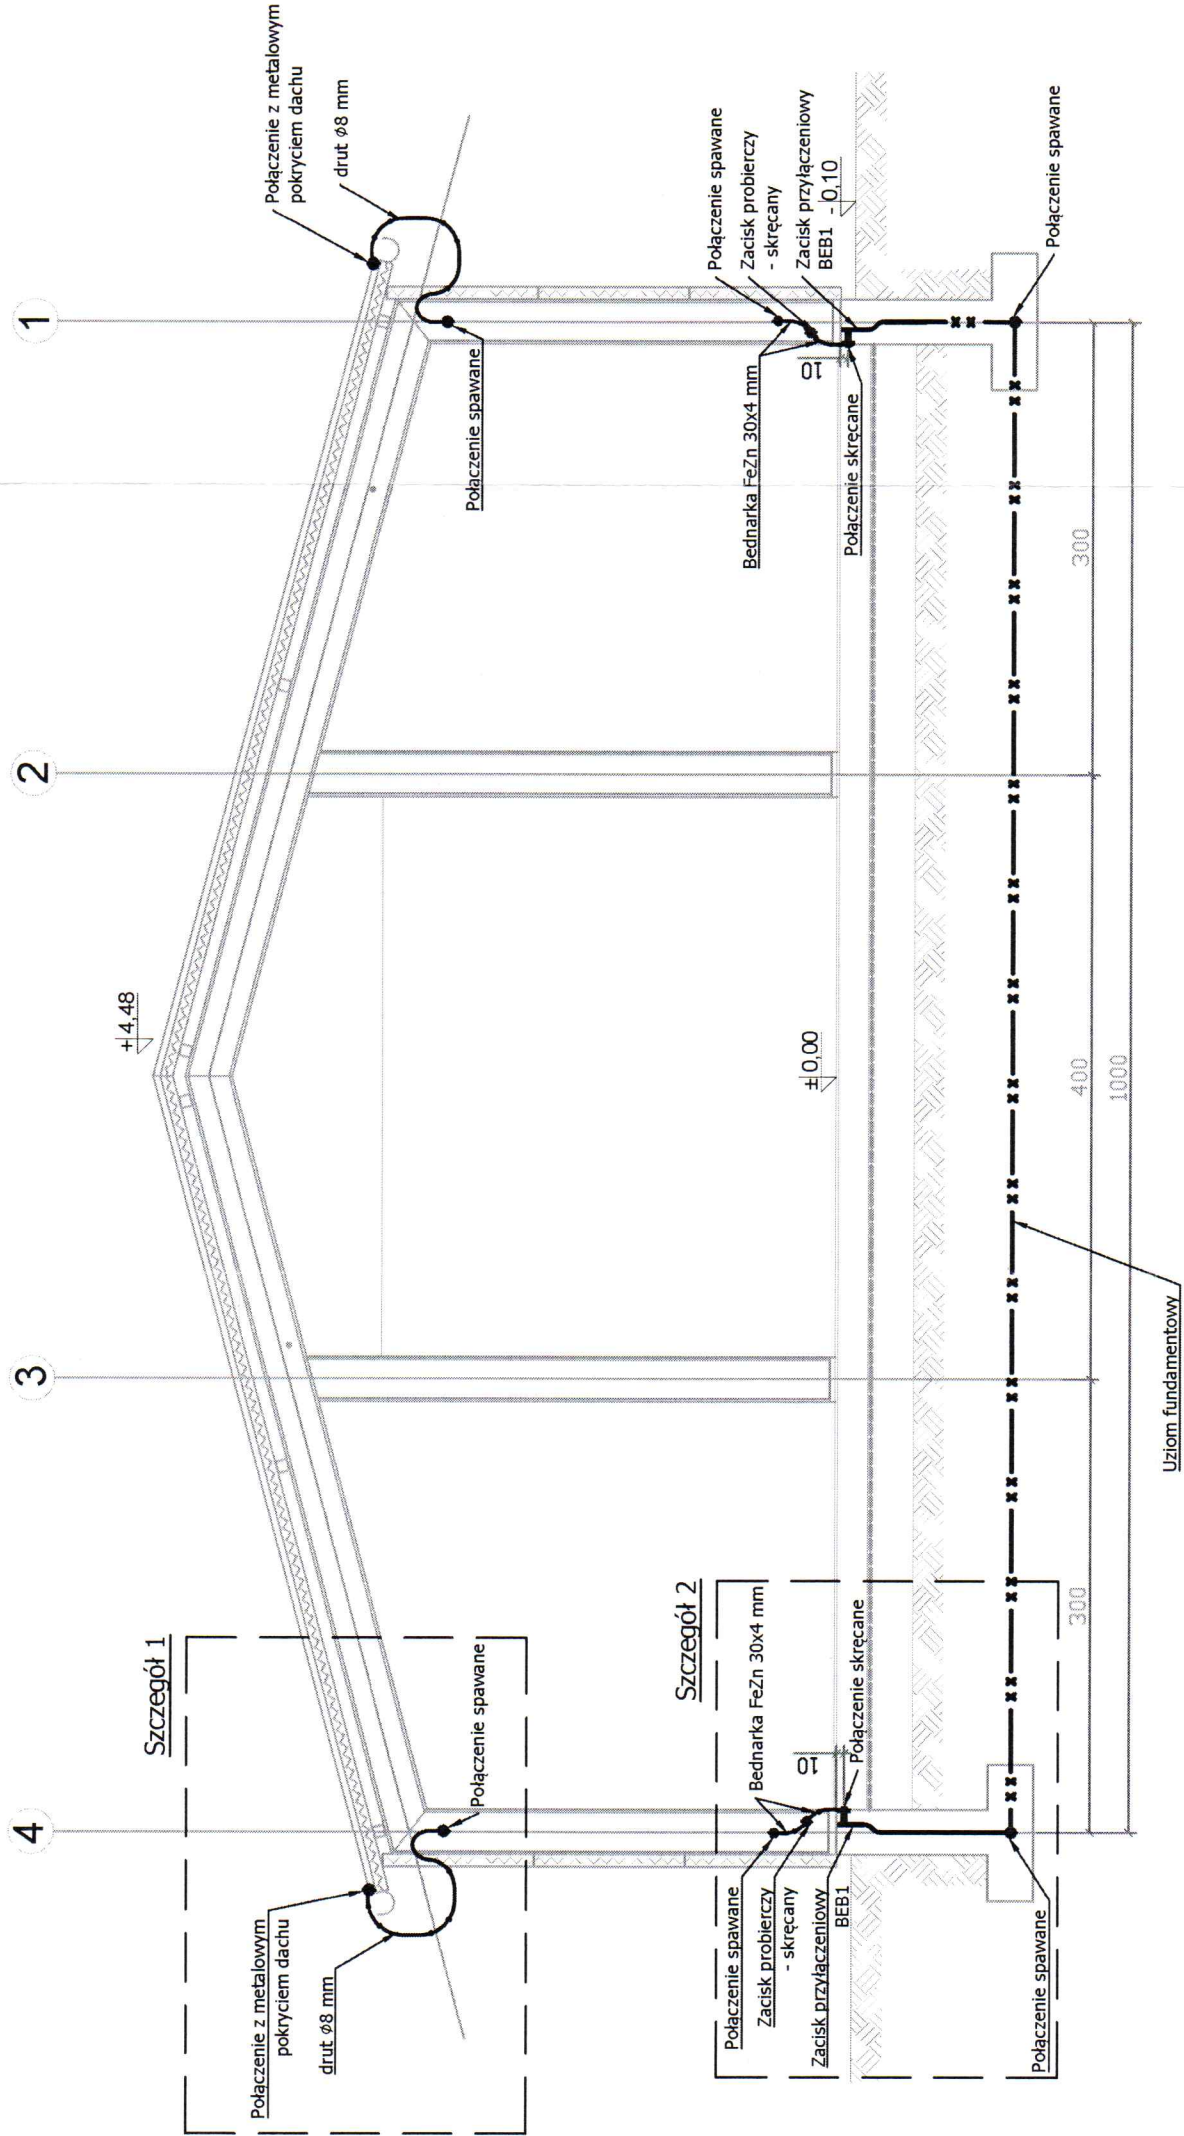 4
3
2
1
Szczegół 1
Połączenie z metalowym
pokryciem dachu
drut ϕ8 mm
Połączenie spawane
+4,48
Połączenie z metalowym
pokryciem dachu
drut ϕ8 mm
Połączenie spawane
Szczegół 2
Połączenie spawane
Zacisk probierczy
- skręcany
Zacisk przyłączeniowy
BEB1
Bednarka FeZn 30x4 mm
10
Połączenie skręcane
Połączenie spawane
±0,00
Połączenie spawane
Zacisk probierczy
- skręcany
Zacisk przyłączeniowy
BEB1
- 0,10
Bednarka FeZn 30x4 mm
10
Połączenie skręcane
Połączenie spawane
300
400
300
1000
Uziom fundamentowy